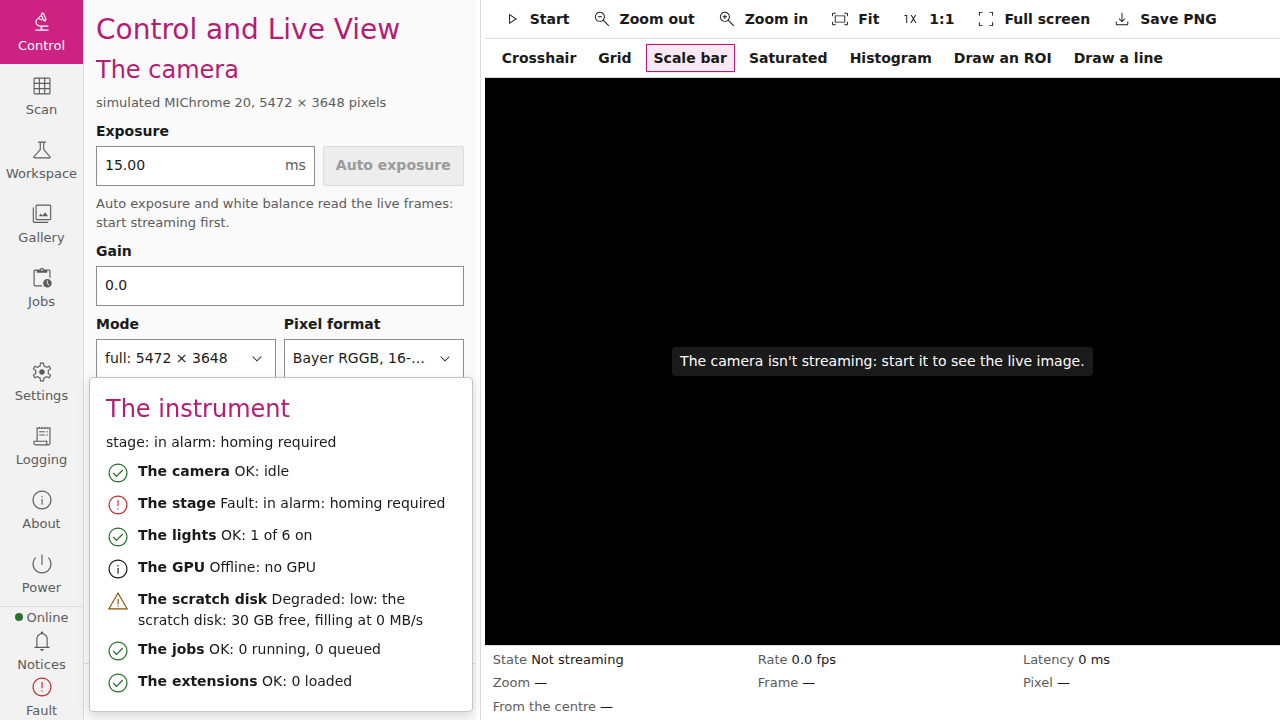 Control
Scan
Workspace
Gallery
Jobs
Settings
Logging
About
Power
Online
Notices
Fault
Control and Live View
The camera
simulated MIChrome 20, 5472 × 3648 pixels
Exposure
15.00 ms
Auto exposure
Auto exposure and white balance read the live frames:
start streaming first.
Gain
0.0
Mode
Pixel format
full: 5472 × 3648
Bayer RGGB, 16-...
The instrument
stage: in alarm: homing required
The camera OK: idle
The stage Fault: in alarm: homing required
The lights OK: 1 of 6 on
The GPU Offline: no GPU
The scratch disk Degraded: low: the
scratch disk: 30 GB free, filling at 0 MB/s
The jobs OK: 0 running, 0 queued
The extensions OK: 0 loaded
Start Zoom out Zoom in Fit 1X 1:1 Full screen Save PNG
Crosshair Grid Scale bar Saturated Histogram Draw an ROI Draw a line
The camera isn't streaming: start it to see the live image.
State Not streaming Rate 0.0 fps Latency 0 ms
Zoom — Frame — Pixel —
From the centre —